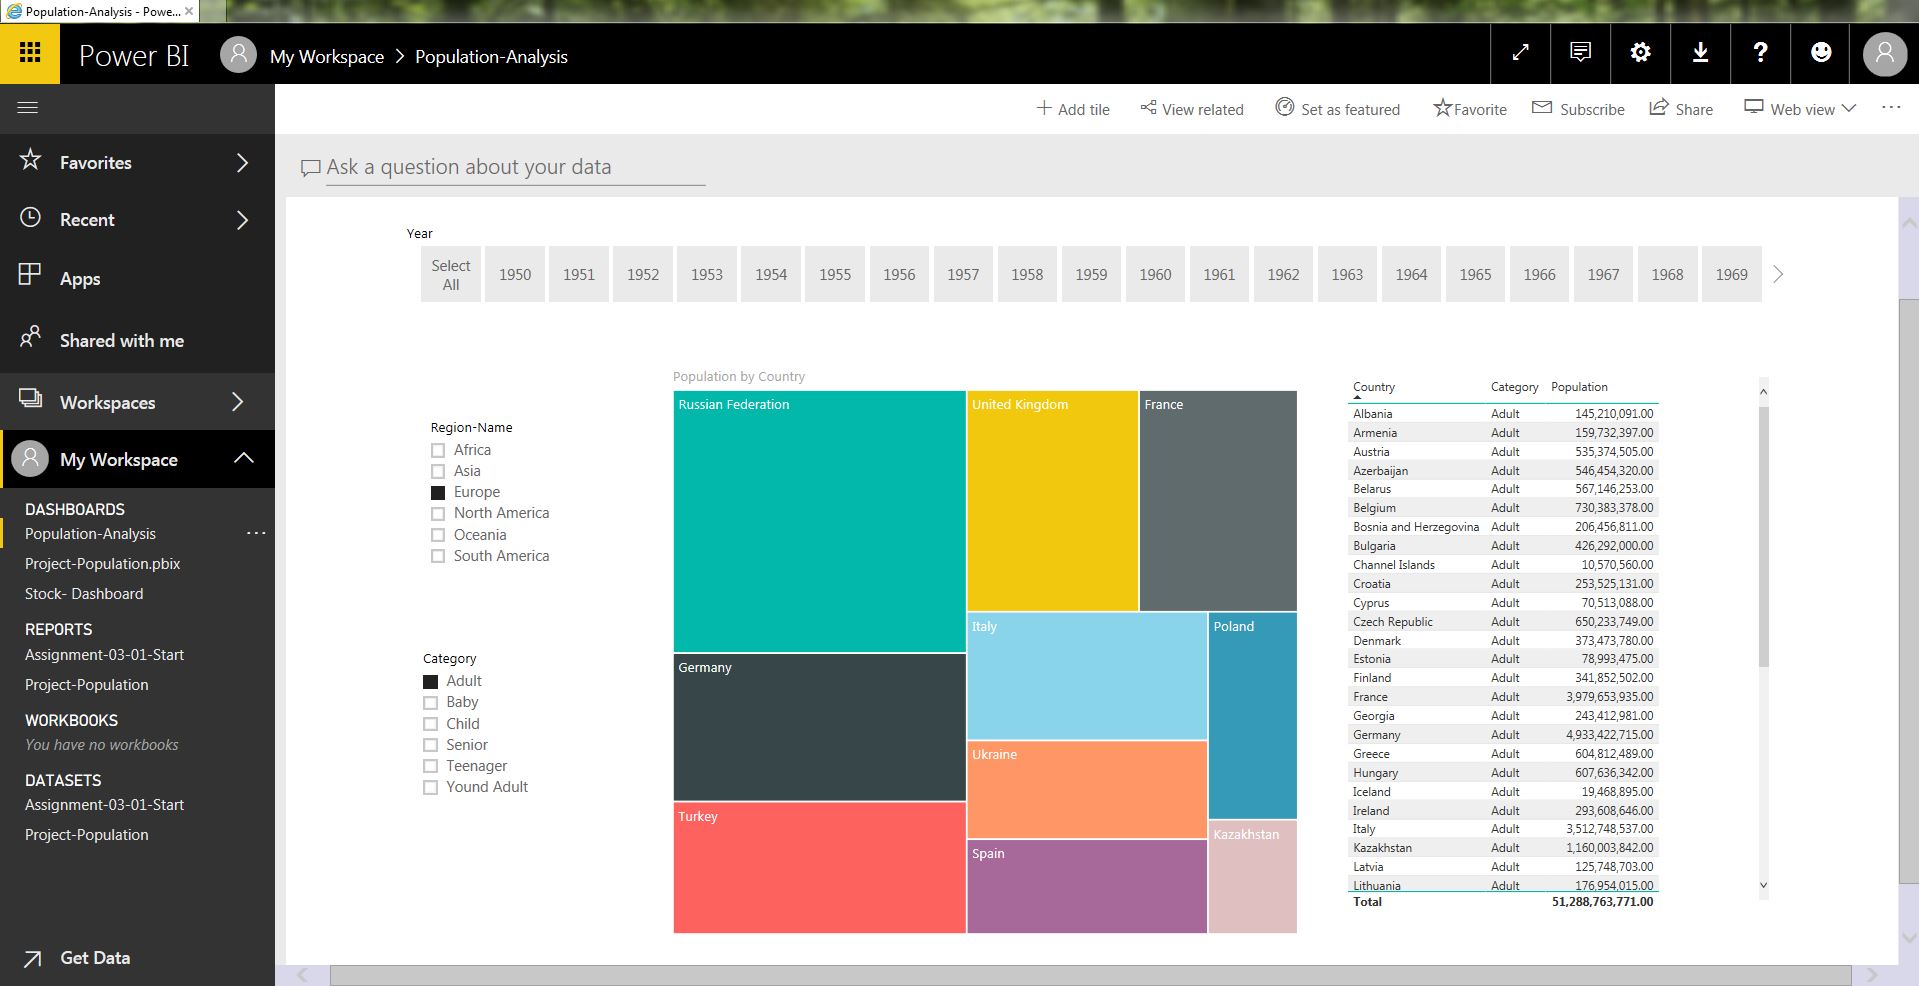 Population-Analysis - Powe...
Power BI
My Workspace > Population-Analysis
Add tile
View related
Set as featured
Favorite
Subscribe
Share
Web view
Favorites
Recent
Apps
Shared with me
Workspaces
My Workspace
DASHBOARDS
Population-Analysis
Project-Population.pbix
Stock- Dashboard
REPORTS
Assignment-03-01-Start
Project-Population
WORKBOOKS
You have no workbooks
DATASETS
Assignment-03-01-Start
Project-Population
Get Data
Ask a question about your data
Year
Select All 1950 1951 1952 1953 1954 1955 1956 1957 1958 1959 1960 1961 1962 1963 1964 1965 1966 1967 1968 1969
Region-Name
Africa
Asia
Europe
North America
Oceania
South America
Category
Adult
Baby
Child
Senior
Teenager
Yound Adult
Population by Country
Russian Federation
United Kingdom
France
Germany
Italy
Poland
Turkey
Ukraine
Spain
Kazakhstan
Country Category Population
Albania Adult 145,210,091.00
Armenia Adult 159,732,397.00
Austria Adult 535,374,505.00
Azerbaijan Adult 546,454,320.00
Belarus Adult 567,146,253.00
Belgium Adult 730,383,378.00
Bosnia and Herzegovina Adult 206,456,811.00
Bulgaria Adult 426,292,000.00
Channel Islands Adult 10,570,560.00
Croatia Adult 253,525,131.00
Cyprus Adult 70,513,088.00
Czech Republic Adult 650,233,749.00
Denmark Adult 373,473,780.00
Estonia Adult 78,993,475.00
Finland Adult 341,852,502.00
France Adult 3,979,653,935.00
Georgia Adult 243,412,981.00
Germany Adult 4,933,422,715.00
Greece Adult 604,812,489.00
Hungary Adult 607,636,342.00
Iceland Adult 19,468,895.00
Ireland Adult 293,608,646.00
Italy Adult 3,512,748,537.00
Kazakhstan Adult 1,160,003,842.00
Latvia Adult 125,748,703.00
Lithuania Adult 176,954,015.00
Total 51,288,763,771.00